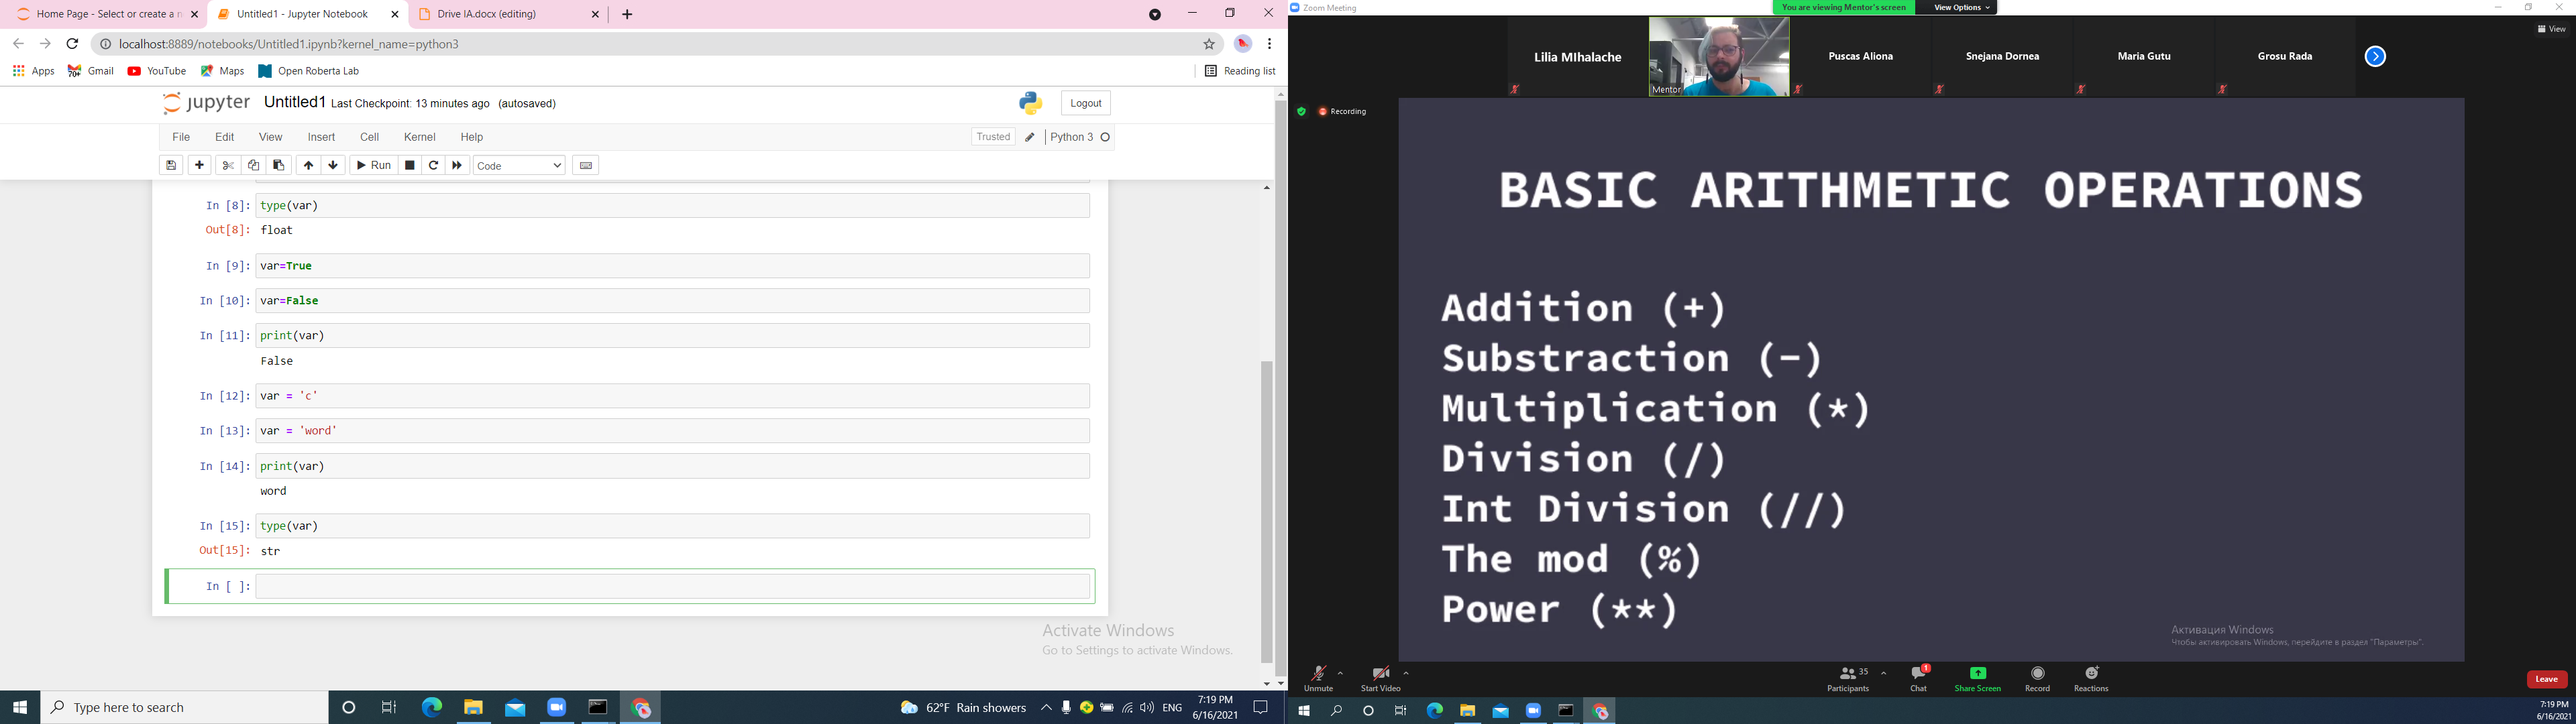 Home Page - Select or create a n
Untitled1 - Jupyter Notebook
Drive IA.docx (editing)
localhost:8889/notebooks/Untitled1.ipynb?kernel_name=python3
Apps
Gmail
YouTube
Maps
Open Roberta Lab
Reading list
jupyter Untitled1 Last Checkpoint: 13 minutes ago (autosaved)
Logout
File Edit View Insert Cell Kernel Help
Trusted
Python 3
Run
Code
In [8]: type(var)
Out[8]: float
In [9]: var=True
In [10]: var=False
In [11]: print(var)
False
In [12]: var = 'c'
In [13]: var = 'word'
In [14]: print(var)
word
In [15]: type(var)
Out[15]: str
In [ ]:
Activate Windows
Go to Settings to activate Windows.
Type here to search
62°F Rain showers
ENG
7:19 PM
6/16/2021
Zoom Meeting
You are viewing Mentor's screen
View Options
View
Lilia MIhalache
Mentor
Puscas Aliona
Snejana Dornea
Maria Gutu
Grosu Rada
Recording
BASIC ARITHMETIC OPERATIONS
Addition (+)
Substraction (-)
Multiplication (*)
Division (/)
Int Division (//)
The mod (%)
Power (**)
Активация Windows
Чтобы активировать Windows, перейдите в раздел "Параметры".
Unmute
Start Video
Participants
35
Chat
1
Share Screen
Record
Reactions
Leave
7:19 PM
6/16/2021